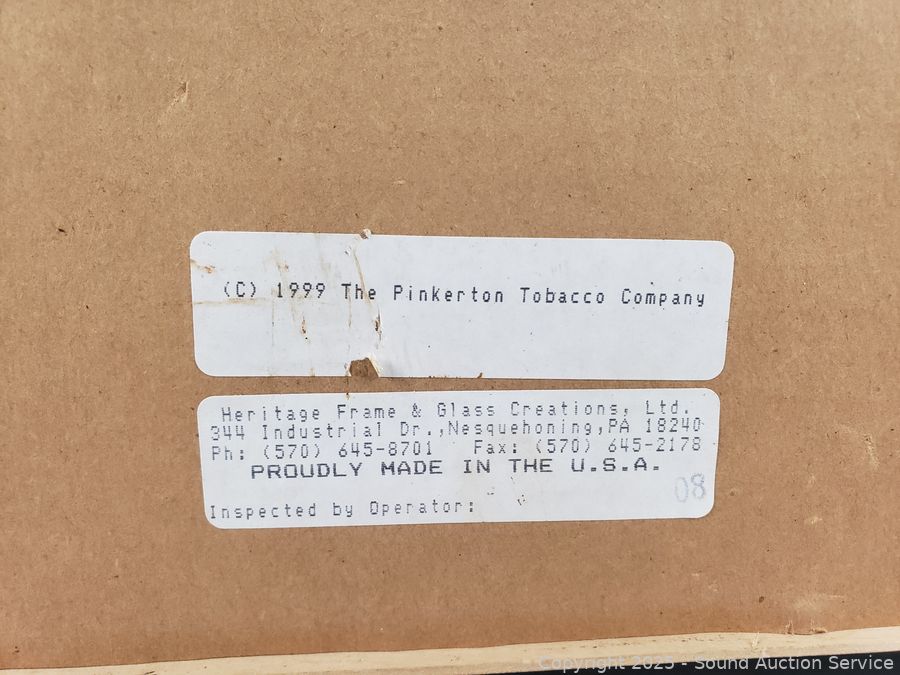 (C) 1999 The Pinkerton Tobacco Company
Heritage Frame & Glass Creations, Ltd.
344 Industrial Dr.,Nesquehoning,PA 18240
Ph: (570) 645-8701 Fax: (570) 645-2178
PROUDLY MADE IN THE U.S.A.
08
Inspected by Operator:
Copyright 2023 - Sound Auction Service